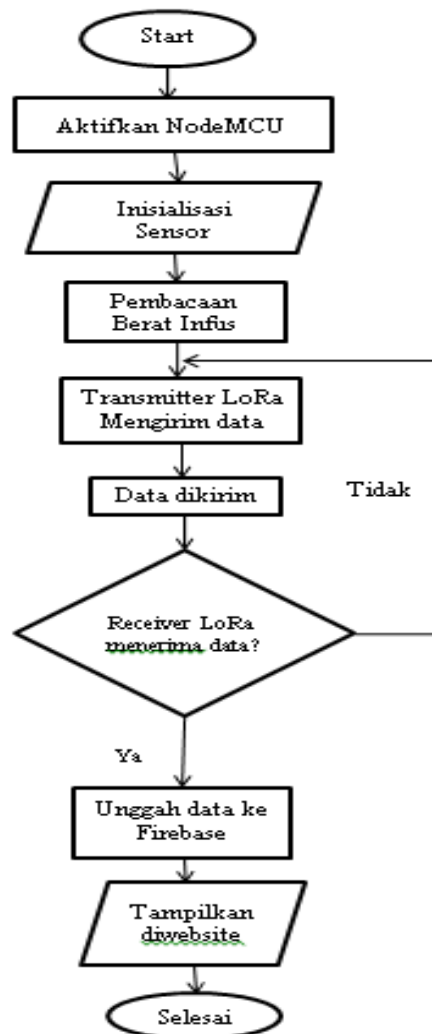 Start
Aktifkan NodeMCU
Inisialisasi
Sensor
Pembacaan
Berat Infus
Transmitter LoRa
Mengirim data
Data dikirim
Tidak
Receiver LoRa
menerima data?
Ya
Unggah data ke
Firebase
Tampilkan
diwebsite
Selesai